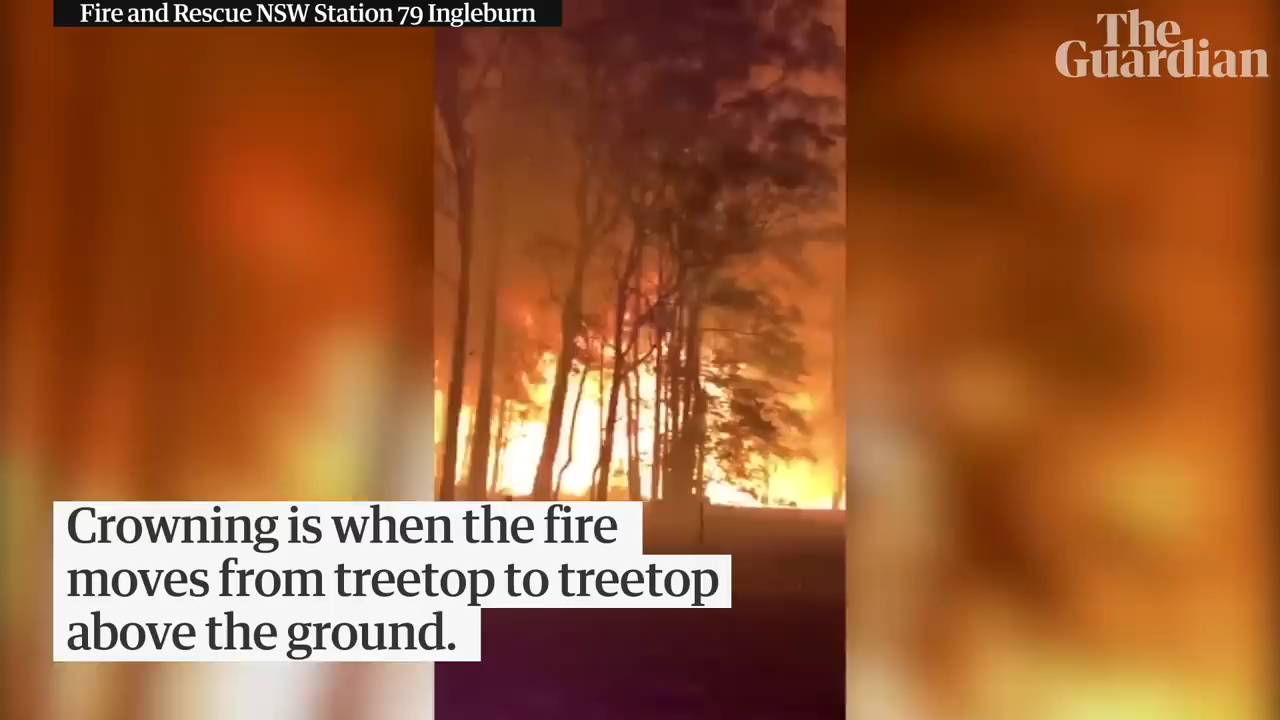 Fire and Rescue NSW Station 79 Ingleburn
The
Guardian
Crowning is when the fire
moves from treetop to treetop
above the ground.